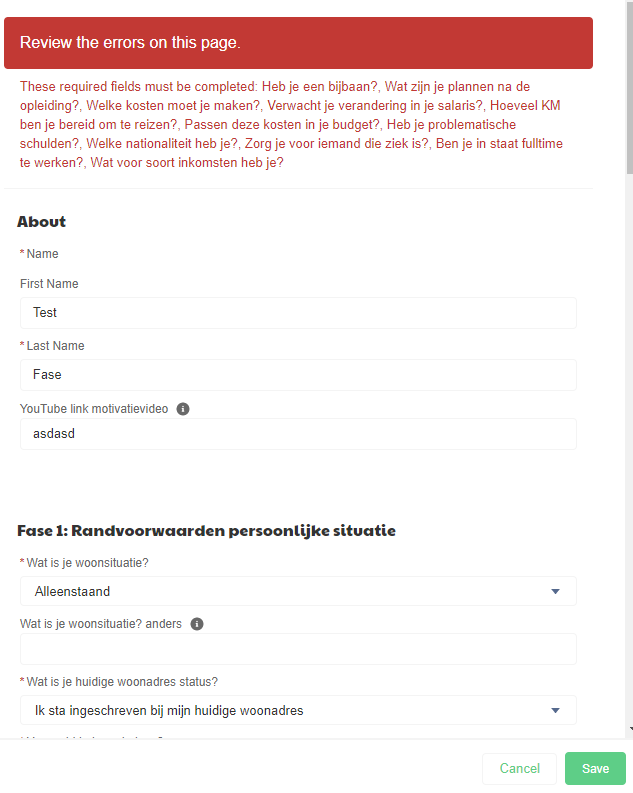 Review the errors on this page.
These required fields must be completed: Heb je een bijbaan?, Wat zijn je plannen na de
opleiding?, Welke kosten moet je maken?, Verwacht je verandering in je salaris?, Hoeveel KM
ben je bereid om te reizen?, Passen deze kosten in je budget?, Heb je problematische
schulden?, Welke nationaliteit heb je?, Zorg je voor iemand die ziek is?, Ben je in staat fulltime
te werken?, Wat voor soort inkomsten heb je?
About
*Name
First Name
Test
*Last Name
Fase
YouTube link motivatievideo
asdasd
Fase 1: Randvoorwaarden persoonlijke situatie
*Wat is je woonsituatie?
Alleenstaand
Wat is je woonsituatie? anders
*Wat is je huidige woonadres status?
Ik sta ingeschreven bij mijn huidige woonadres
Cancel
Save